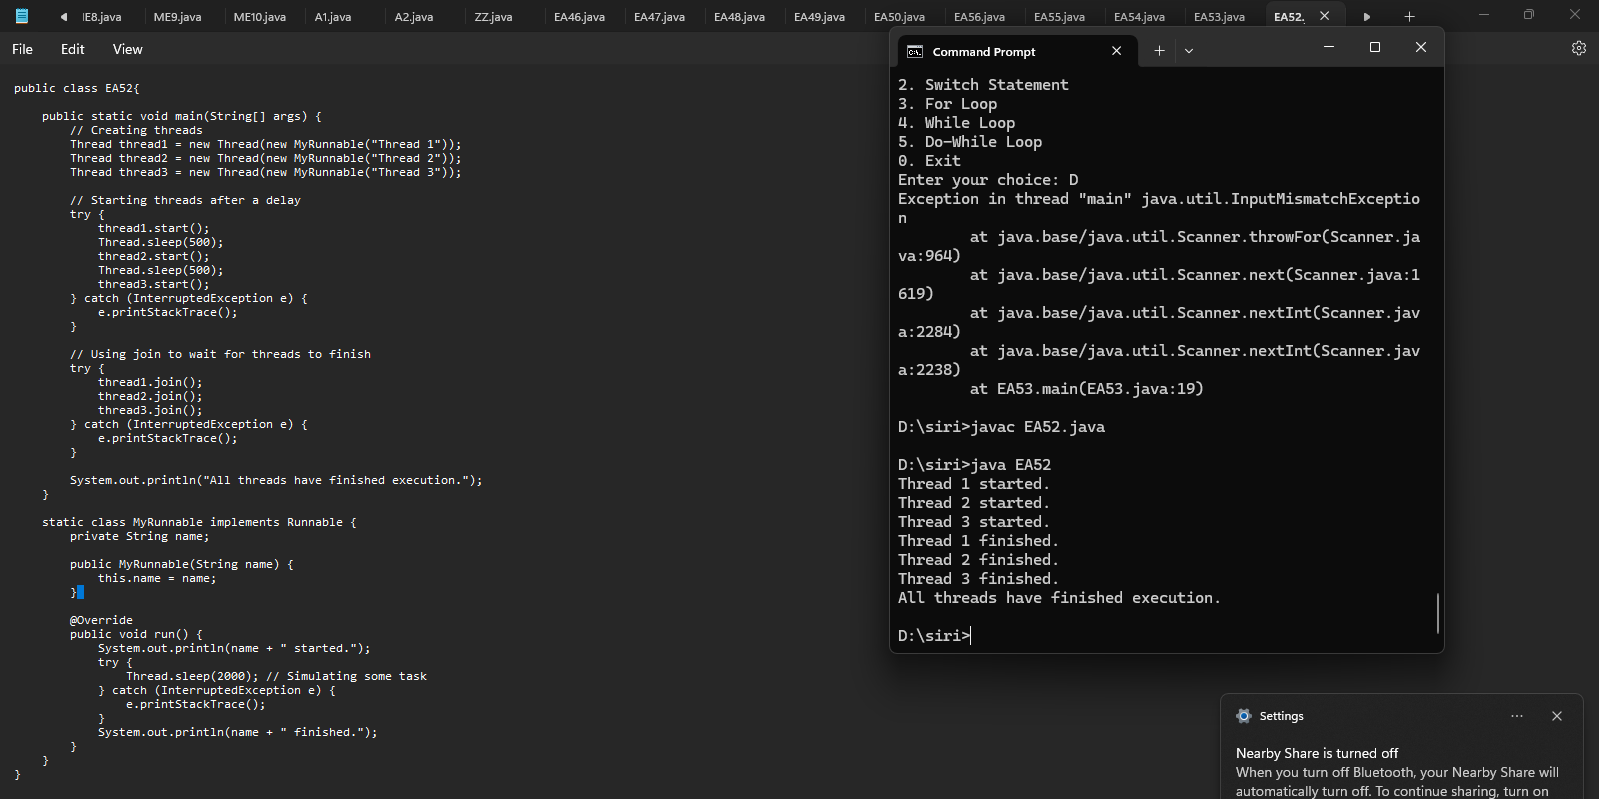 IE8.java ME9.java ME10.java A1.java A2.java ZZ.java EA46.java EA47.java EA48.java EA49.java EA50.java EA56.java EA55.java EA54.java EA53.java EA52.
File Edit View
public class EA52{
public static void main(String[] args) {
// Creating threads
Thread thread1 = new Thread(new MyRunnable("Thread 1"));
Thread thread2 = new Thread(new MyRunnable("Thread 2"));
Thread thread3 = new Thread(new MyRunnable("Thread 3"));
// Starting threads after a delay
try {
thread1.start();
Thread.sleep(500);
thread2.start();
Thread.sleep(500);
thread3.start();
} catch (InterruptedException e) {
e.printStackTrace();
}
// Using join to wait for threads to finish
try {
thread1.join();
thread2.join();
thread3.join();
} catch (InterruptedException e) {
e.printStackTrace();
}
System.out.println("All threads have finished execution.");
}
static class MyRunnable implements Runnable {
private String name;
public MyRunnable(String name) {
this.name = name;
}
@Override
public void run() {
System.out.println(name + " started.");
try {
Thread.sleep(2000); // Simulating some task
} catch (InterruptedException e) {
e.printStackTrace();
}
System.out.println(name + " finished.");
}
}
}
Command Prompt
2. Switch Statement
3. For Loop
4. While Loop
5. Do-While Loop
0. Exit
Enter your choice: D
Exception in thread "main" java.util.InputMismatchExceptio
n
at java.base/java.util.Scanner.throwFor(Scanner.ja
va:964)
at java.base/java.util.Scanner.next(Scanner.java:1
619)
at java.base/java.util.Scanner.nextInt(Scanner.jav
a:2284)
at java.base/java.util.Scanner.nextInt(Scanner.jav
a:2238)
at EA53.main(EA53.java:19)
D:\siri>javac EA52.java
D:\siri>java EA52
Thread 1 started.
Thread 2 started.
Thread 3 started.
Thread 1 finished.
Thread 2 finished.
Thread 3 finished.
All threads have finished execution.
D:\siri>
Settings
Nearby Share is turned off
When you turn off Bluetooth, your Nearby Share will
automatically turn off. To continue sharing, turn on